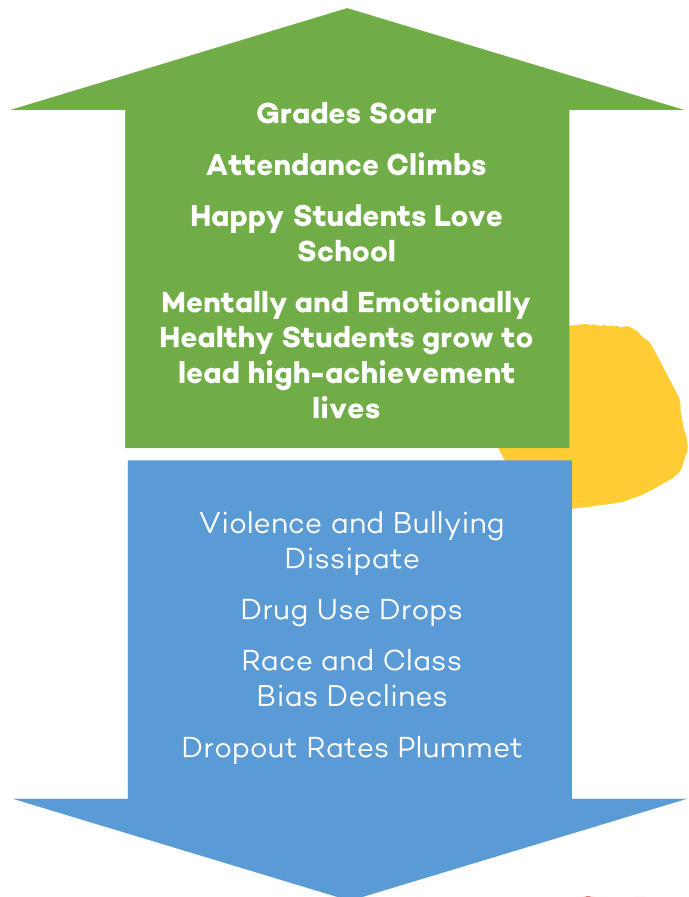 Grades Soar
Attendance Climbs
Happy Students Love
School
Mentally and Emotionally
Healthy Students grow to
lead high-achievement
lives
Violence and Bullying
Dissipate
Drug Use Drops
Race and Class
Bias Declines
Dropout Rates Plummet